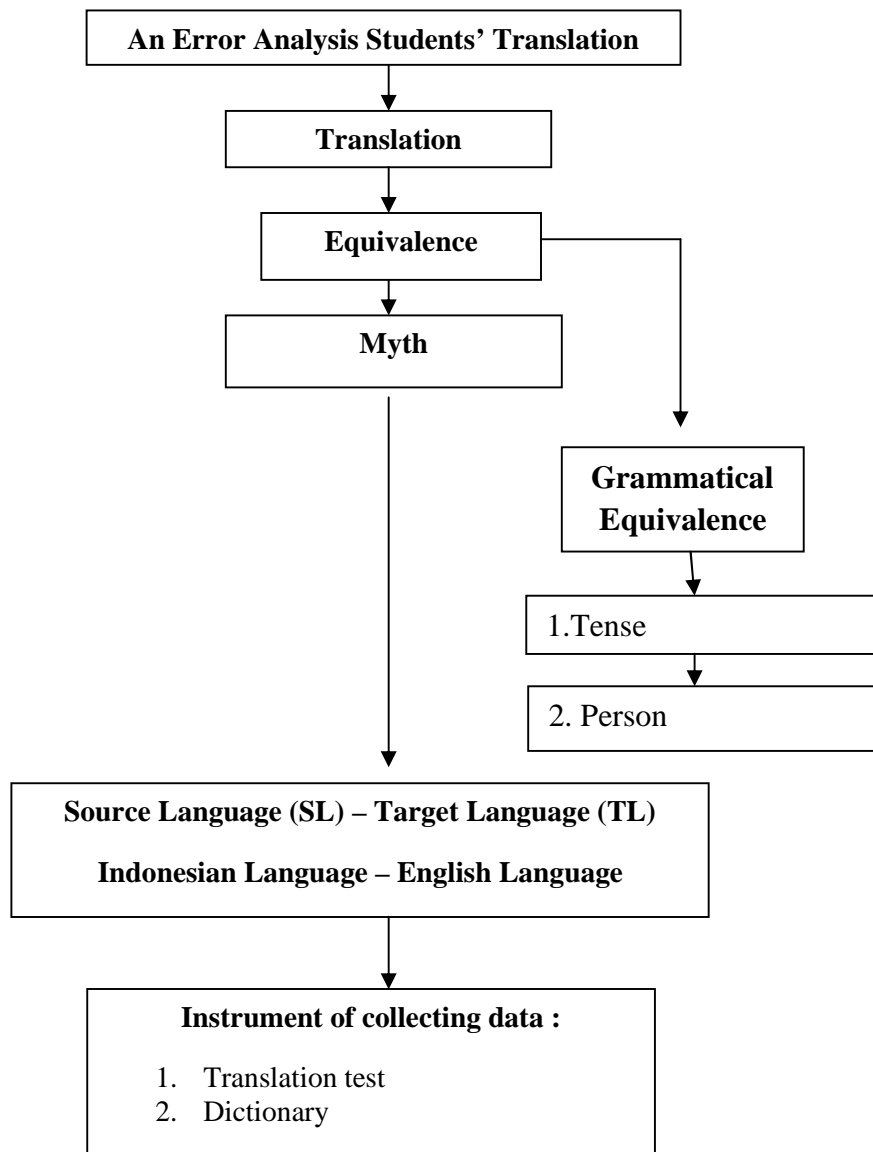 An Error Analysis Students’ Translation
Translation
Equivalence
Myth
Grammatical
Equivalence
1.Tense
2. Person
Source Language (SL) – Target Language (TL)
Indonesian Language – English Language
Instrument of collecting data :
1. Translation test
2. Dictionary